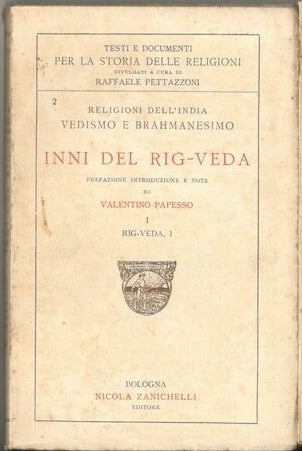 TESTI E DOCUMENTI
PER LA STORIA DELLE RELIGIONI
DIVULGATI A CURA DI
RAFFAELE PETTAZZONI
2
RELIGIONI DELL'INDIA
VEDISMO E BRAHMANESIMO
INNI DEL RIG-VEDA
PREFAZIONE INTRODUZIONE E NOTE
DI
VALENTINO PAPESSO
I
RIG-VEDA, I
BOLOGNA
NICOLA ZANICHELLI
EDITORE